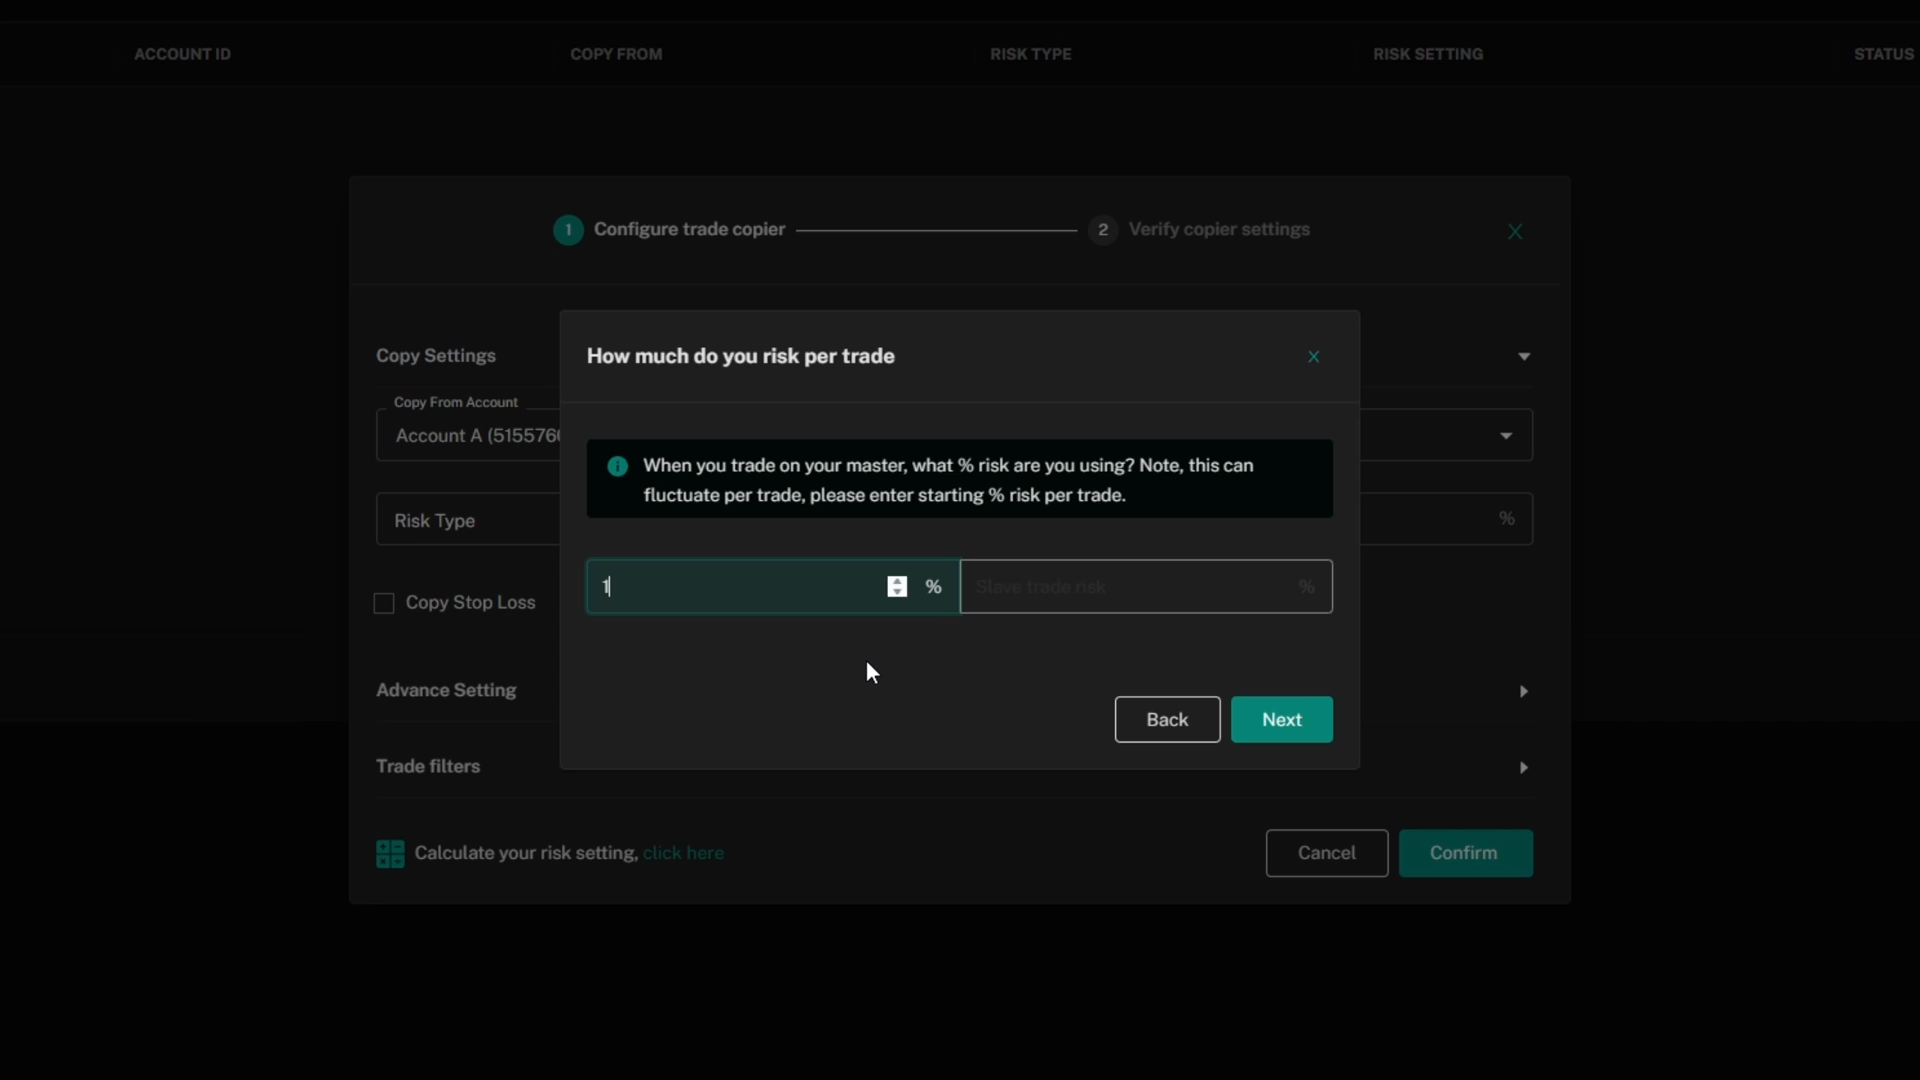 ACCOUNT ID
COPY FROM
RISK TYPE
RISK SETTING
STATUS
1 Configure trade copier
2 Verify copier settings
X
Copy Settings
Copy From Account
Account A (515576
Risk Type
%
Copy Stop Loss
Advance Setting
Trade filters
Calculate your risk setting, click here
Cancel
Confirm
How much do you risk per trade
X
When you trade on your master, what % risk are you using? Note, this can
fluctuate per trade, please enter starting % risk per trade.
1 %
Slave trade risk %
Back
Next